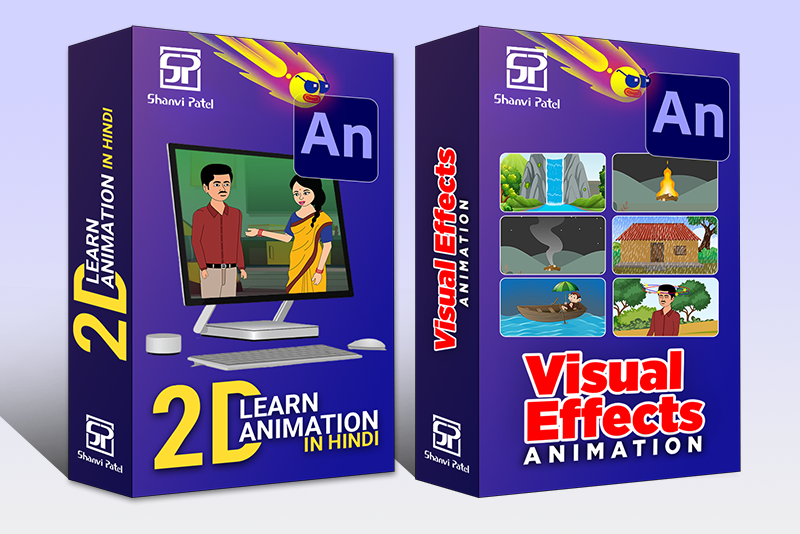 SP
Shanvi Patel
An
2D
LEARN
ANIMATION
IN HINDI
2D
LEARN
ANIMATION IN HINDI
SP
Shanvi Patel
SP
Shanvi Patel
An
Visual Effects
ANIMATION
Visual
Effects
ANIMATION
SP
Shanvi Patel